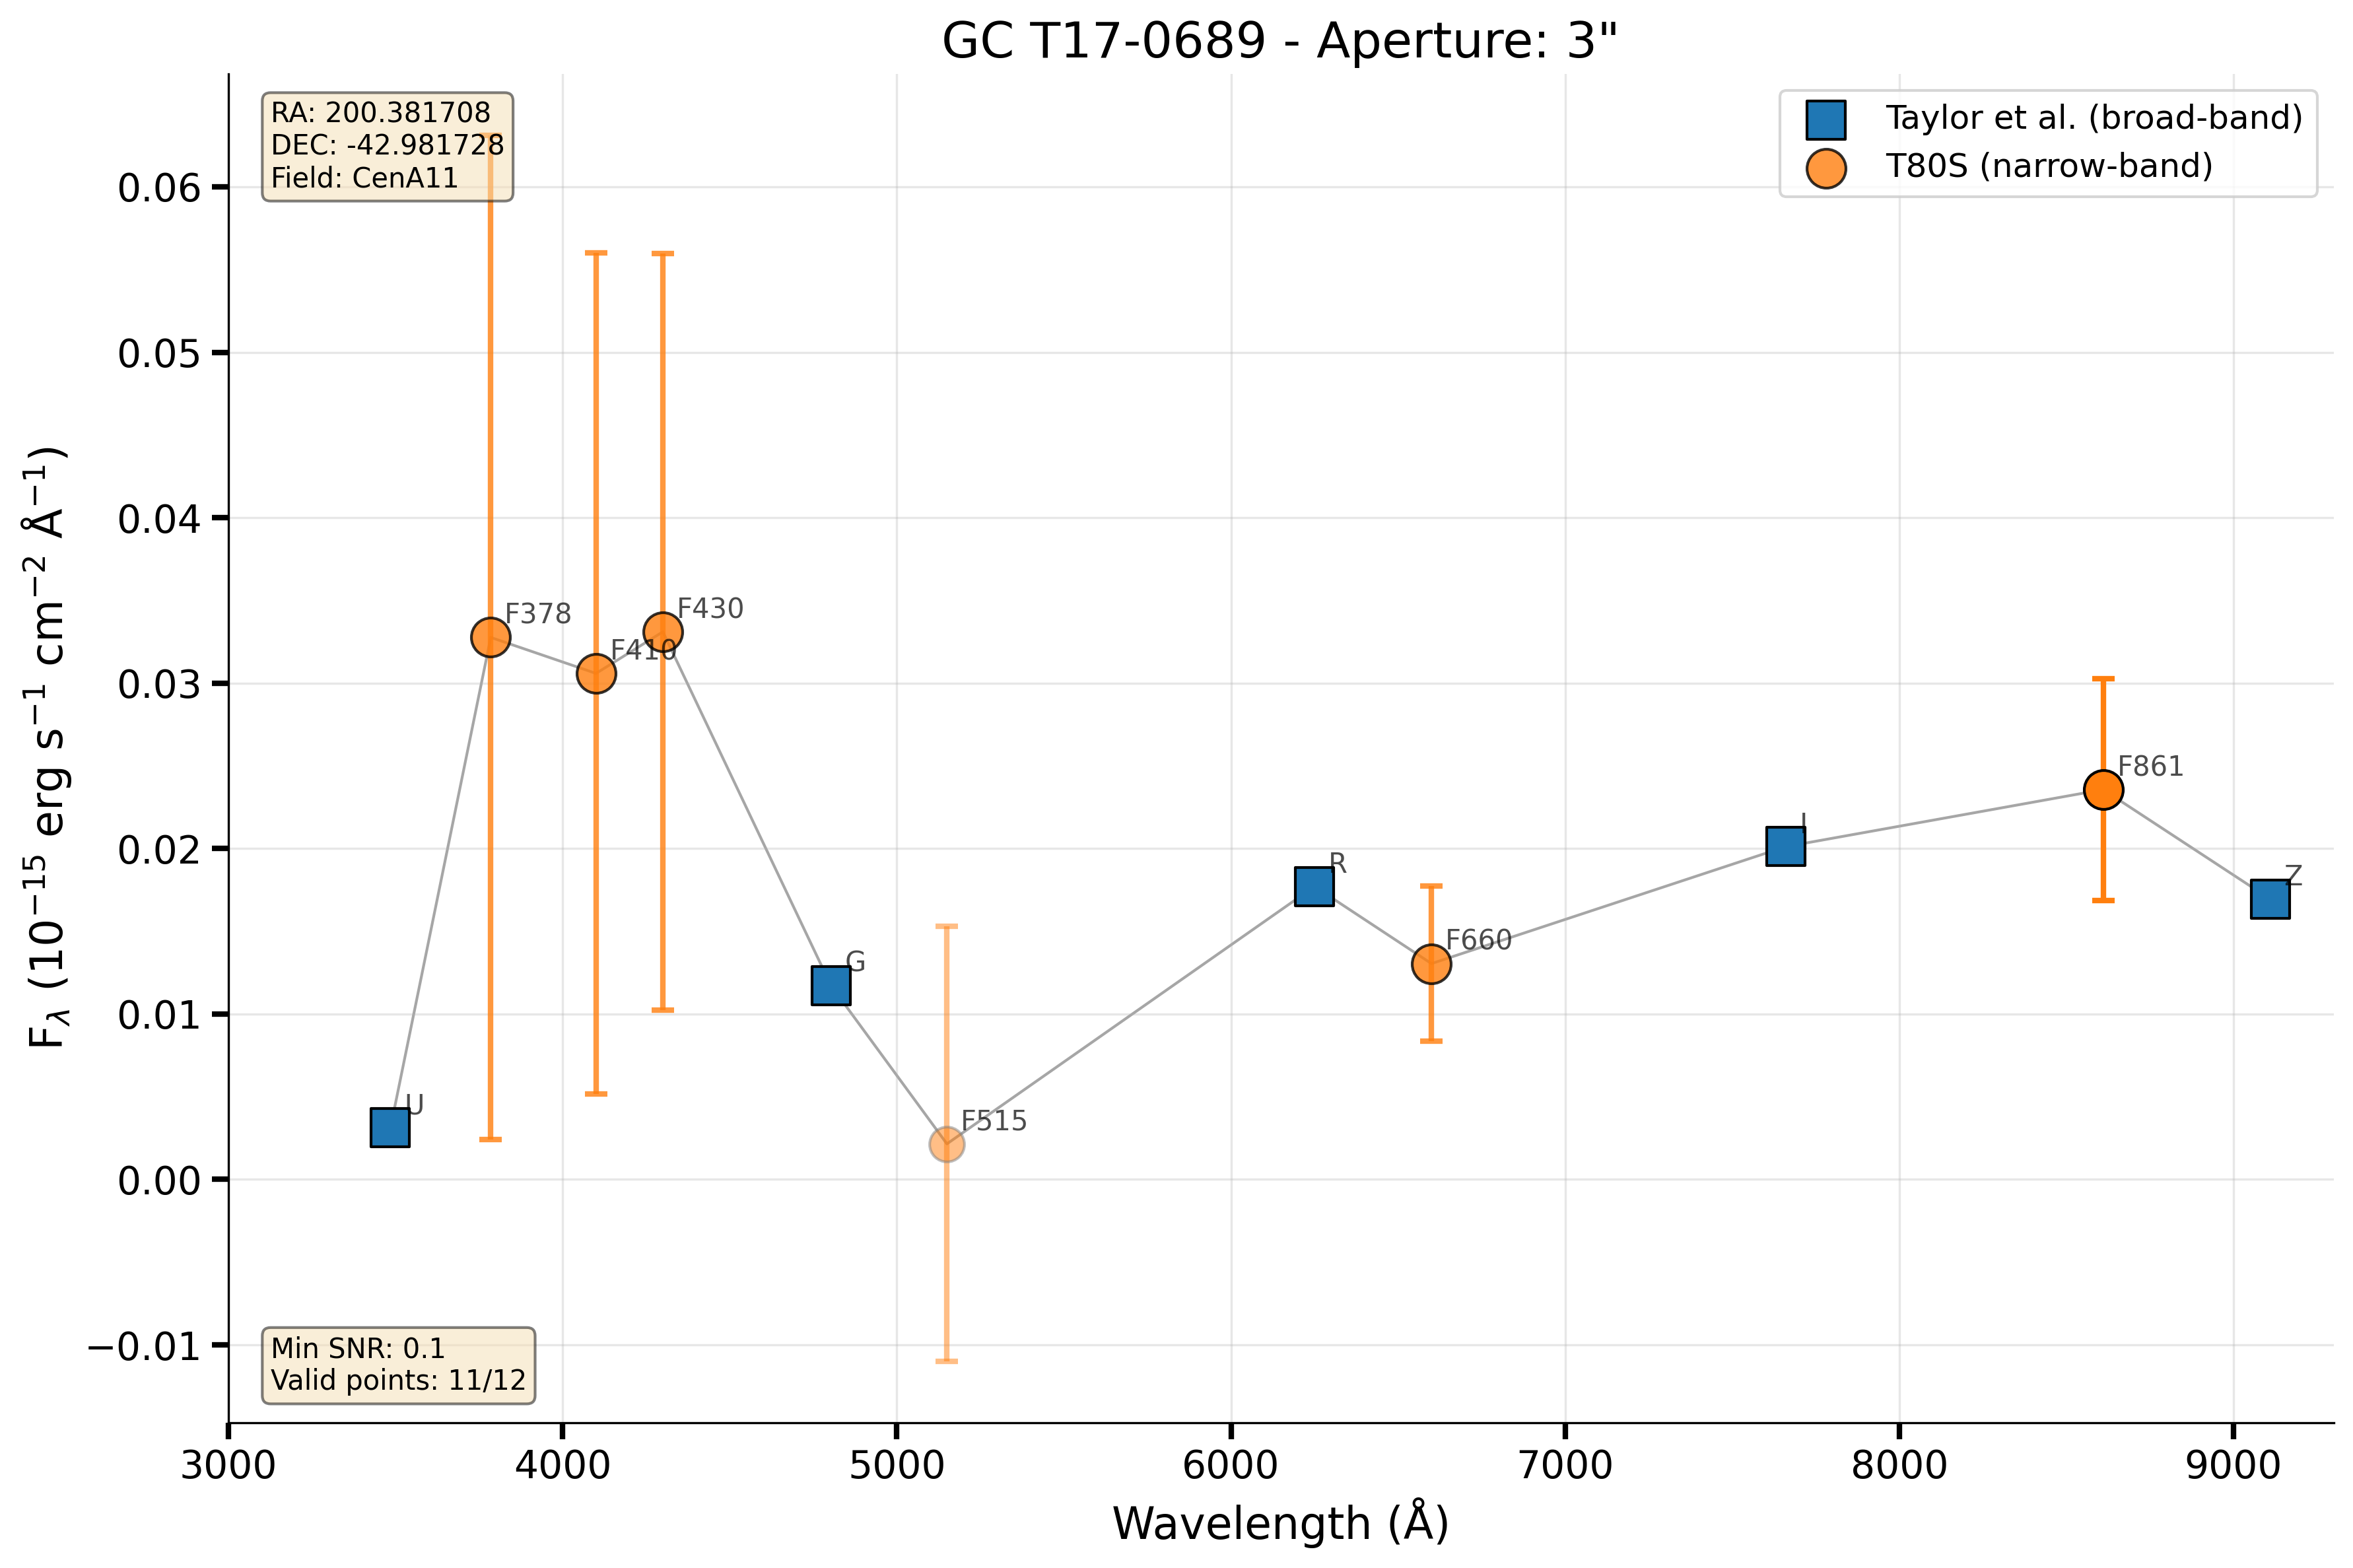 GC T17-0689 - Aperture: 3"
RA: 200.381708
DEC: -42.981728
Field: CenA11
Taylor et al. (broad-band)
T80S (narrow-band)
F_λ (10⁻¹⁵ erg s⁻¹ cm⁻² Å⁻¹)
0.06
0.05
0.04
0.03
0.02
0.01
0.00
−0.01
U
F378
F410
F430
G
F515
R
F660
I
F861
Z
Min SNR: 0.1
Valid points: 11/12
3000 4000 5000 6000 7000 8000 9000
Wavelength (Å)